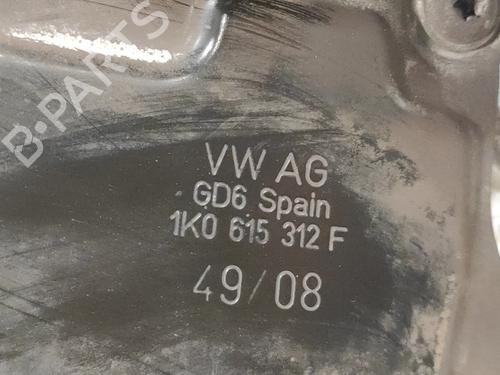 B-PARTS
VW AG
GD6 Spain
1K0 615 312 F
49/08